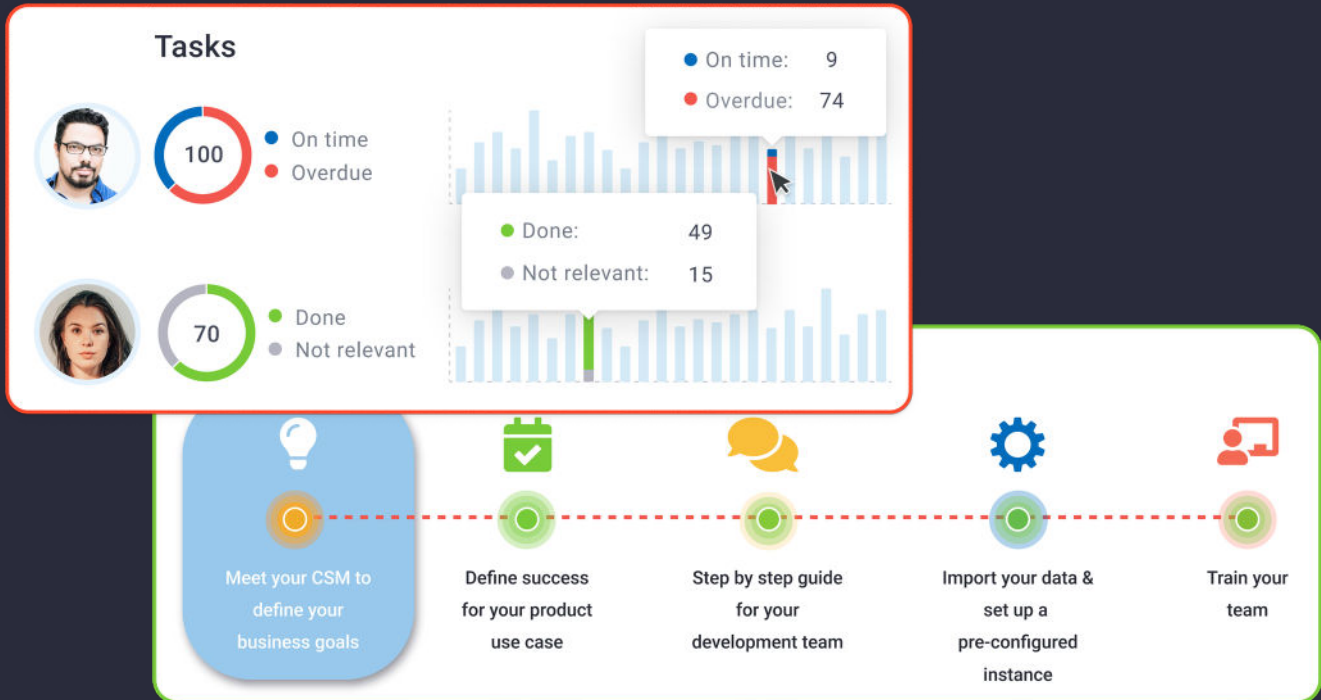 Tasks
On time: 9
Overdue: 74
100
On time
Overdue
Done: 49
Not relevant: 15
70
Done
Not relevant
Meet your CSM to
define your
business goals
Define success
for your product
use case
Step by step guide
for your
development team
Import your data &
set up a
pre-configured
instance
Train your
team